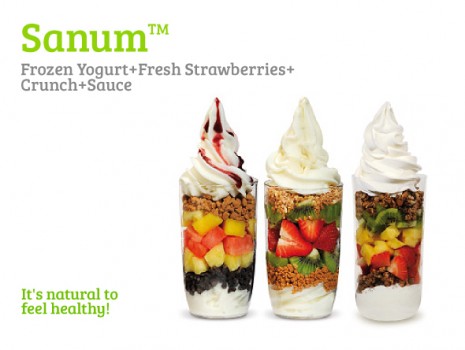 Sanum™
Frozen Yogurt+Fresh Strawberries+
Crunch+Sauce
It's natural to
feel healthy!